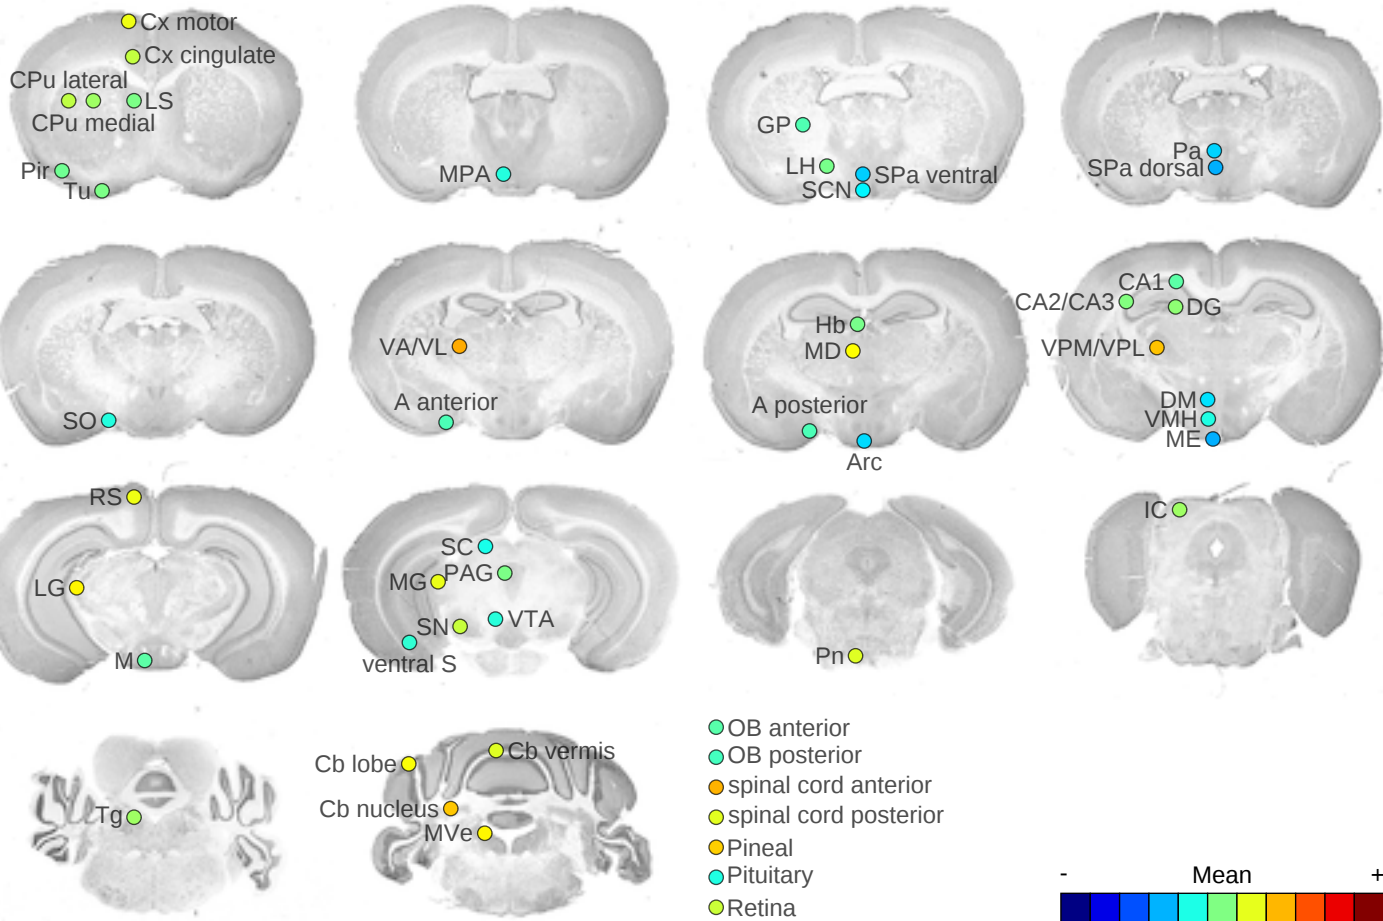 Cx motor
Cx cingulate
CPu lateral
LS
CPu medial
Pir
Tu
MPA
GP
LH
SPa ventral
SCN
Pa
SPa dorsal
SO
VA/VL
A anterior
Hb
MD
A posterior
Arc
CA1
CA2/CA3
DG
VPM/VPL
DM
VMH
ME
RS
LG
M
SC
PAG
MG
VTA
SN
ventral S
Pn
IC
Tg
Cb vermis
Cb lobe
Cb nucleus
MVe
OB anterior
OB posterior
spinal cord anterior
spinal cord posterior
Pineal
Pituitary
Retina
- Mean +